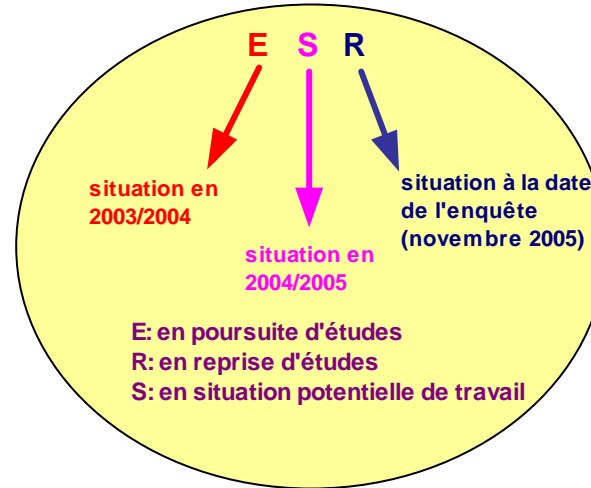 E S R
situation en
2003/2004
situation à la date
de l'enquête
(novembre 2005)
situation en
2004/2005
E: en poursuite d'études
R: en reprise d'études
S: en situation potentielle de travail